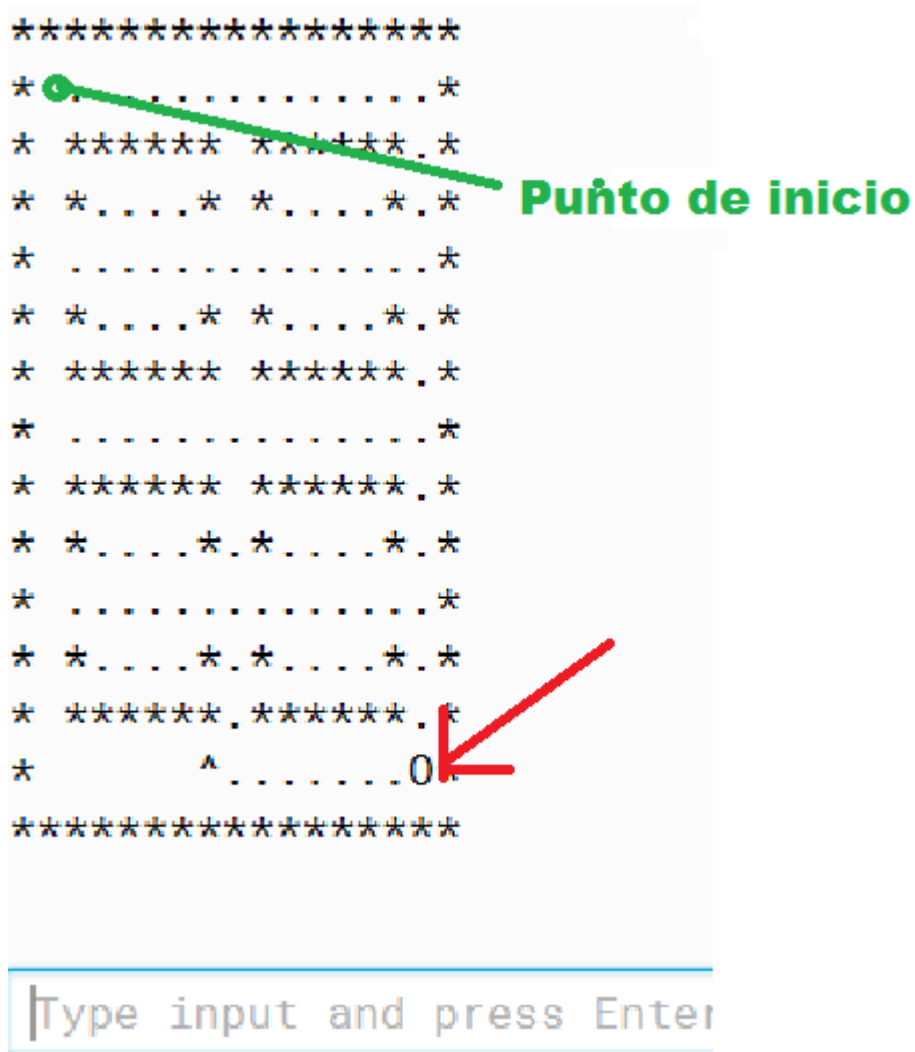 *****************
* ..............*
* ****** ******.*
* *....* *....*.*
Punto de inicio
* ..............*
* *....* *....*.*
* ****** ******.*
* ..............*
* ****** ******.*
* *....*.*....*.*
* ..............*
* *....*.*....*.*
* ******.******.*
*      ^.......0*
*****************
Type input and press Enter